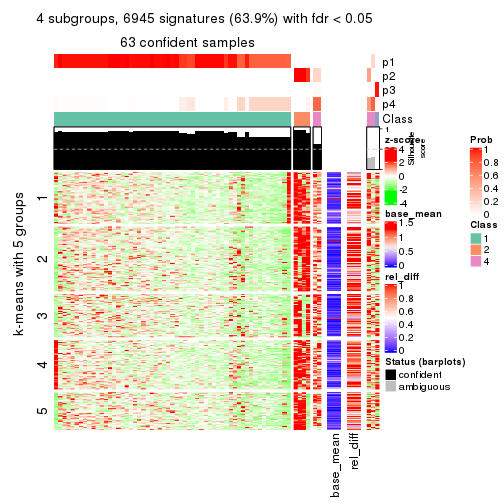 4 subgroups, 6945 signatures (63.9%) with fdr < 0.05
63 confident samples
p1
p2
p3
p4
Class
1
Silhouette
score
k-means with 5 groups
1
2
3
4
5
base_mean
rel_diff
z-score
4
2
0
-2
-4
base_mean
1.5
1
0.5
0
rel_diff
1
0.8
0.6
0.4
0.2
0
Status (barplots)
confident
ambiguous
Prob
1
0.8
0.6
0.4
0.2
0
Class
1
2
4